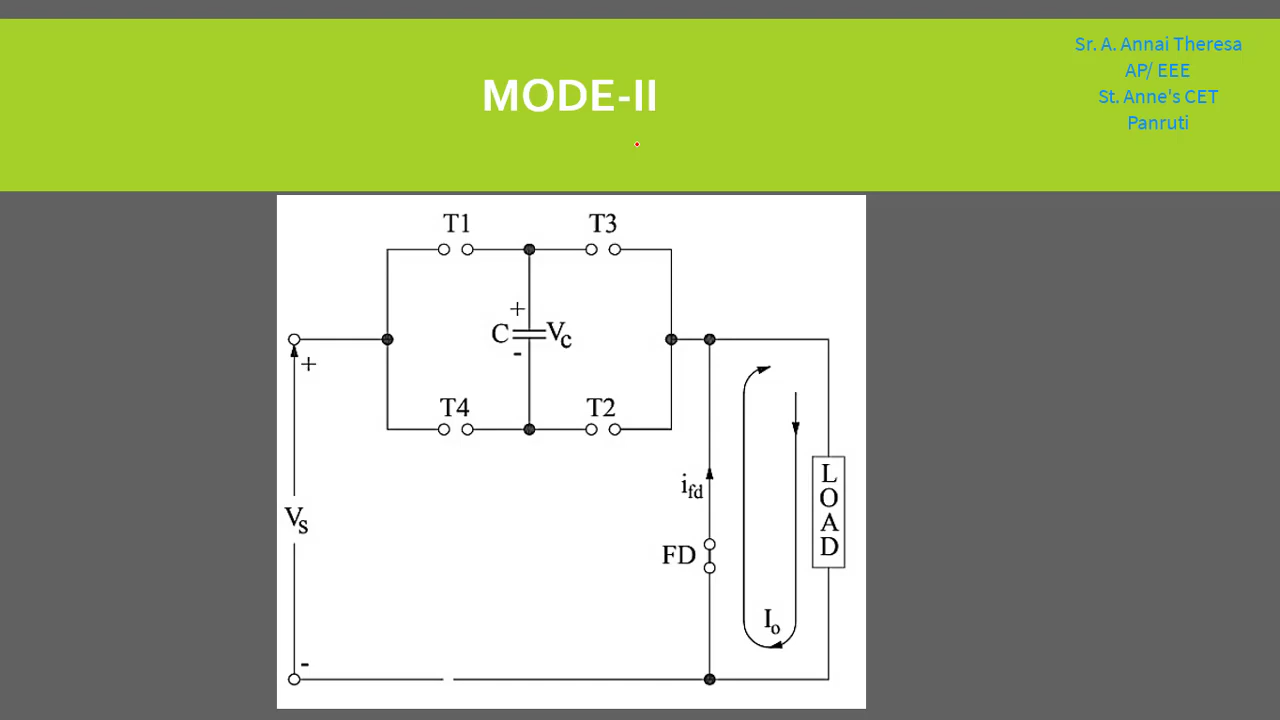 MODE-II
Sr. A. Annai Theresa
AP/ EEE
St. Anne's CET
Panruti
T1
T3
+
C
Vc
-
+
T4
T2
ifd
Vs
FD
LOAD
Io
-